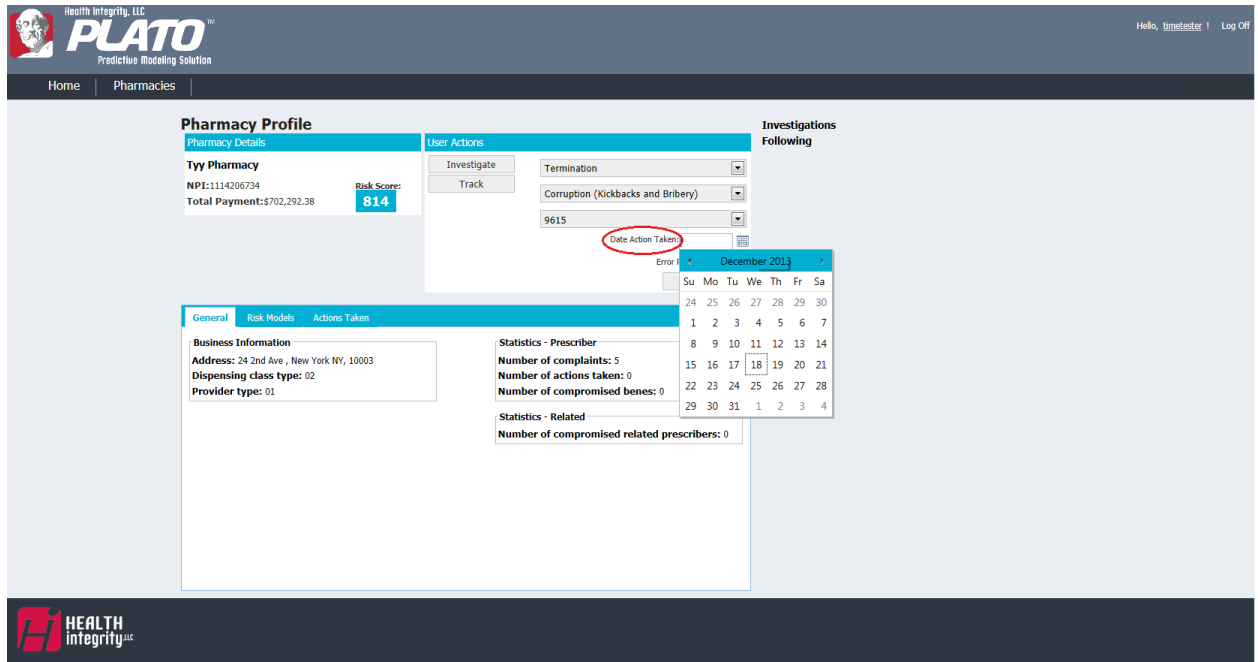 Health Integrity, LLC
PLATO™
Predictive Modeling Solution
Hello, timetester ! Log Off
Home Pharmacies
Pharmacy Profile
Pharmacy Details
Tyy Pharmacy
NPI:1114206734
Total Payment:$702,292.38
Risk Score:
814
User Actions
Investigate
Track
Termination
Corruption (Kickbacks and Bribery)
9615
Date Action Taken:
Error
December 2013
Su Mo Tu We Th Fr Sa
24 25 26 27 28 29 30
1 2 3 4 5 6 7
8 9 10 11 12 13 14
15 16 17 18 19 20 21
22 23 24 25 26 27 28
29 30 31 1 2 3 4
Investigations
Following
General Risk Models Actions Taken
Business Information
Address: 24 2nd Ave , New York NY, 10003
Dispensing class type: 02
Provider type: 01
Statistics - Prescriber
Number of complaints: 5
Number of actions taken: 0
Number of compromised benes: 0
Statistics - Related
Number of compromised related prescribers: 0
HEALTH
integrity LLC